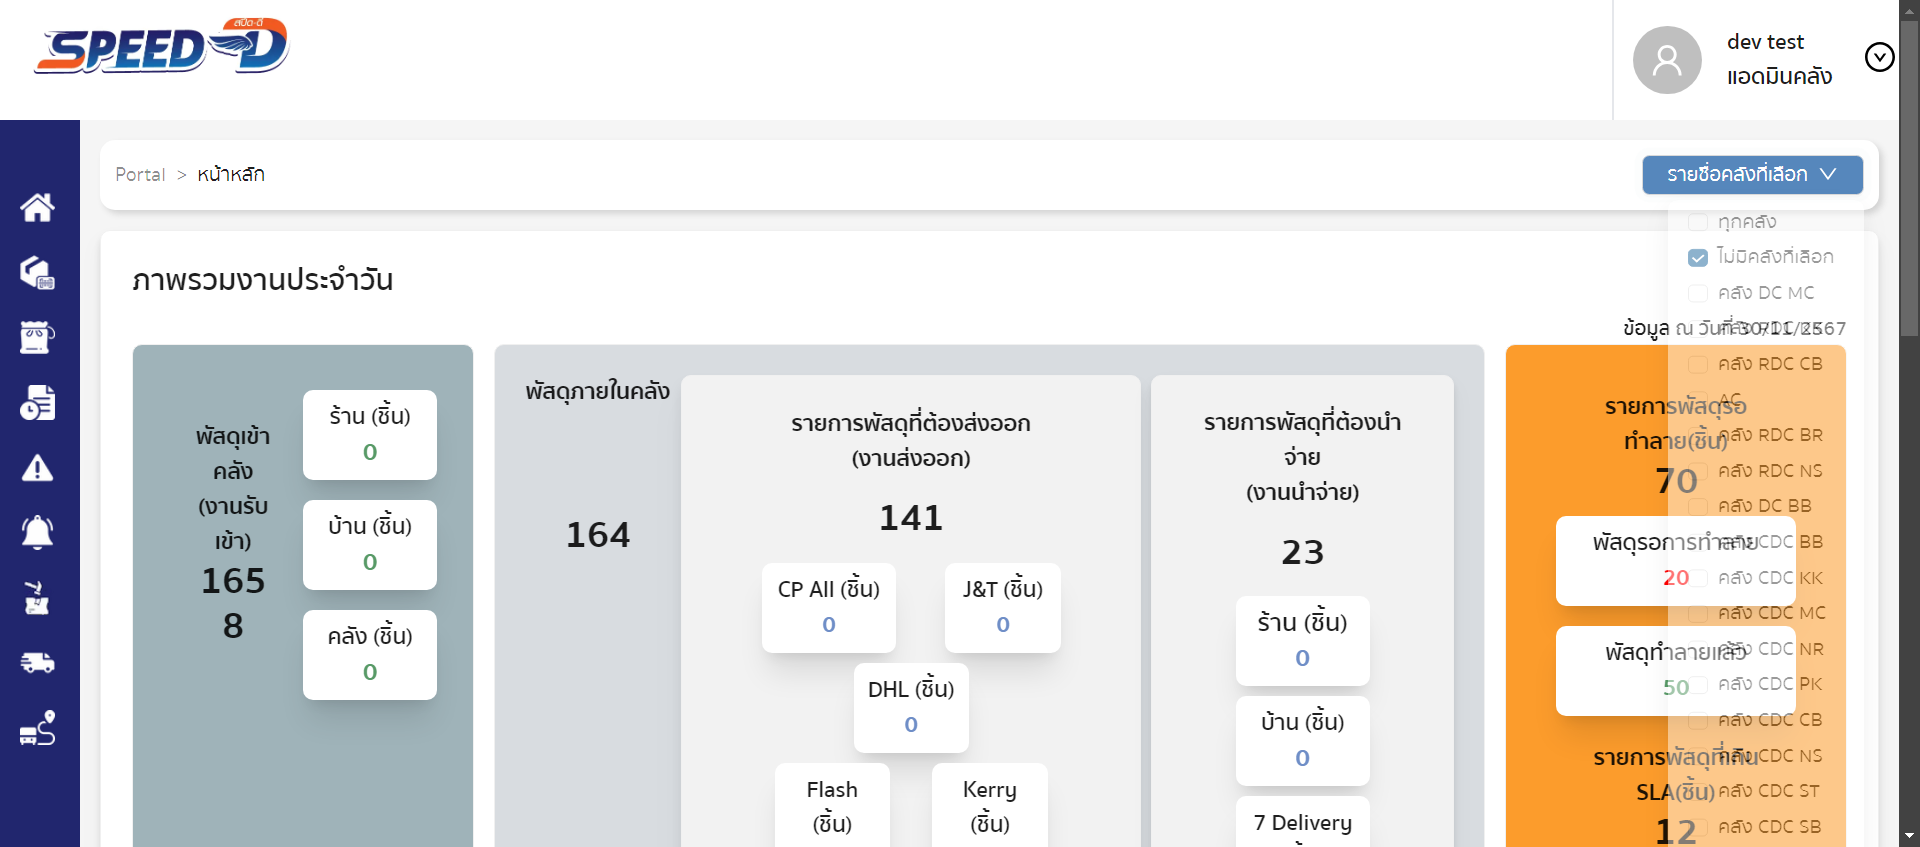 สปีด-ดี
SPEED-D
dev test
แอดมินคลัง
Portal > หน้าหลัก
รายชื่อคลังที่เลือก
ทุกคลัง
ไม่มีคลังที่เลือก
คลัง DC MC
คลัง RDC CB
AC
คลัง RDC BR
คลัง RDC NS
คลัง DC BB
คลัง CDC BB
คลัง CDC KK
คลัง CDC MC
คลัง CDC NR
คลัง CDC PK
คลัง CDC CB
คลัง CDC NS
คลัง CDC ST
คลัง CDC SB
ภาพรวมงานประจำวัน
ข้อมูล ณ วันที่ 30/11/2567
พัสดุเข้า
คลัง
(งานรับ
เข้า)
165
8
ร้าน (ชิ้น)
0
บ้าน (ชิ้น)
0
คลัง (ชิ้น)
0
พัสดุภายในคลัง
164
รายการพัสดุที่ต้องส่งออก
(งานส่งออก)
141
CP All (ชิ้น)
0
J&T (ชิ้น)
0
DHL (ชิ้น)
0
Flash
(ชิ้น)
Kerry
(ชิ้น)
รายการพัสดุที่ต้องนำ
จ่าย
(งานนำจ่าย)
23
ร้าน (ชิ้น)
0
บ้าน (ชิ้น)
0
7 Delivery
รายการพัสดุรอ
ทำลาย(ชิ้น)
70
พัสดุรอการทำลาย
20
พัสดุทำลายแล้ว
50
รายการพัสดุที่เกิน
SLA(ชิ้น)
12